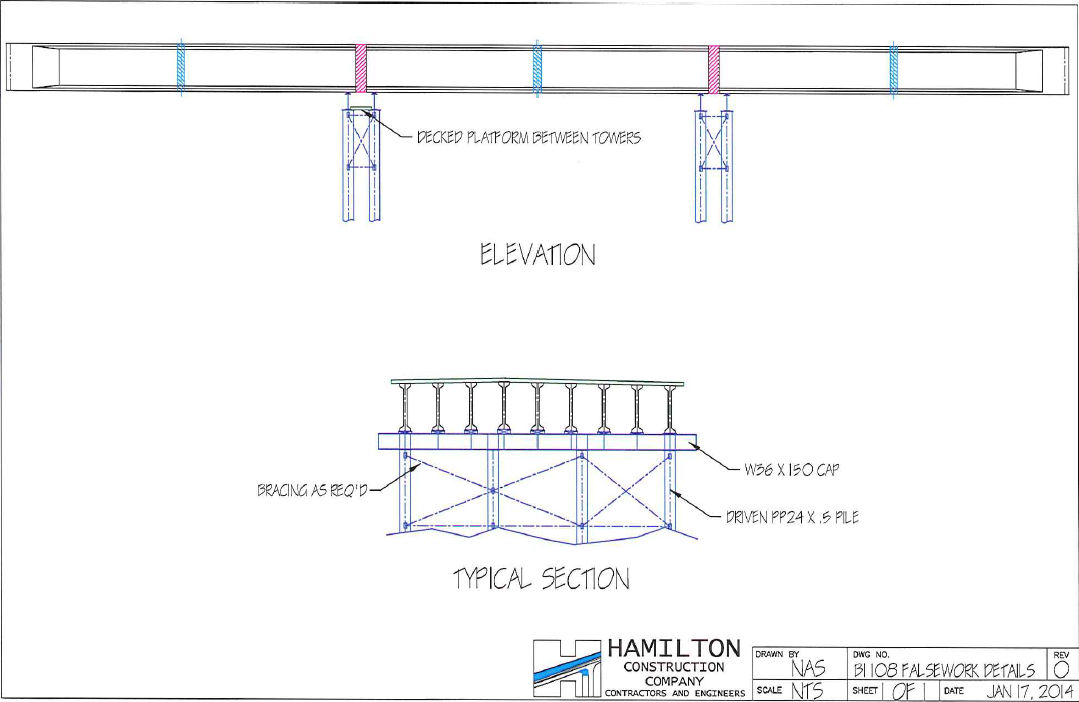 DECKED PLATFORM BETWEEN TOWERS
ELEVATION
W36 X 150 CAP
BRACING AS REQ'D
DRIVEN PP24 X .5 PILE
TYPICAL SECTION
HAMILTON
CONSTRUCTION
COMPANY
CONTRACTORS AND ENGINEERS
DRAWN BY
NAS
DWG NO.
B1108 FALSEWORK DETAILS
REV
0
SCALE NTS
SHEET 1 OF 1
DATE JAN 17, 2014